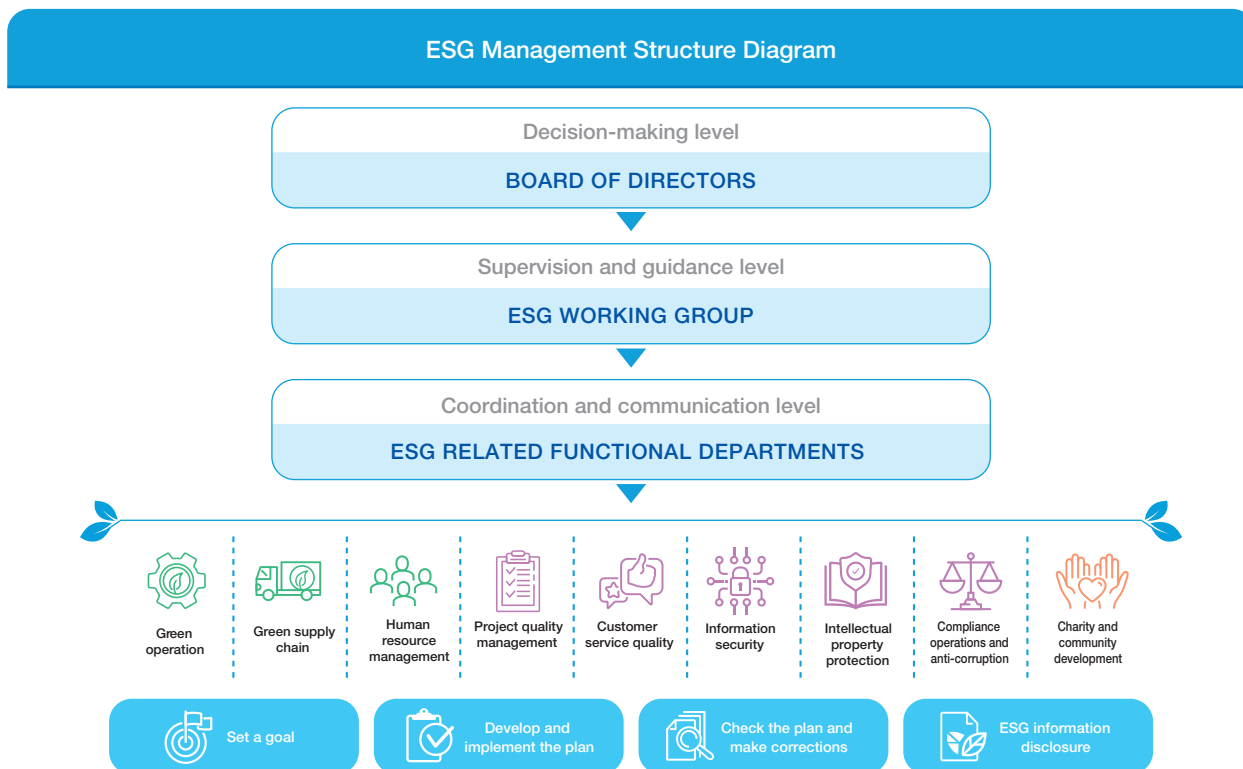 ESG Management Structure Diagram
Decision-making level
BOARD OF DIRECTORS
Supervision and guidance level
ESG WORKING GROUP
Coordination and communication level
ESG RELATED FUNCTIONAL DEPARTMENTS
Green
operation
Green supply
chain
Human
resource
management
Project quality
management
Customer
service quality
Information
security
Intellectual
property
protection
Compliance
operations and
anti-corruption
Charity and
community
development
Set a goal
Develop and
implement the plan
Check the plan and
make corrections
ESG information
disclosure